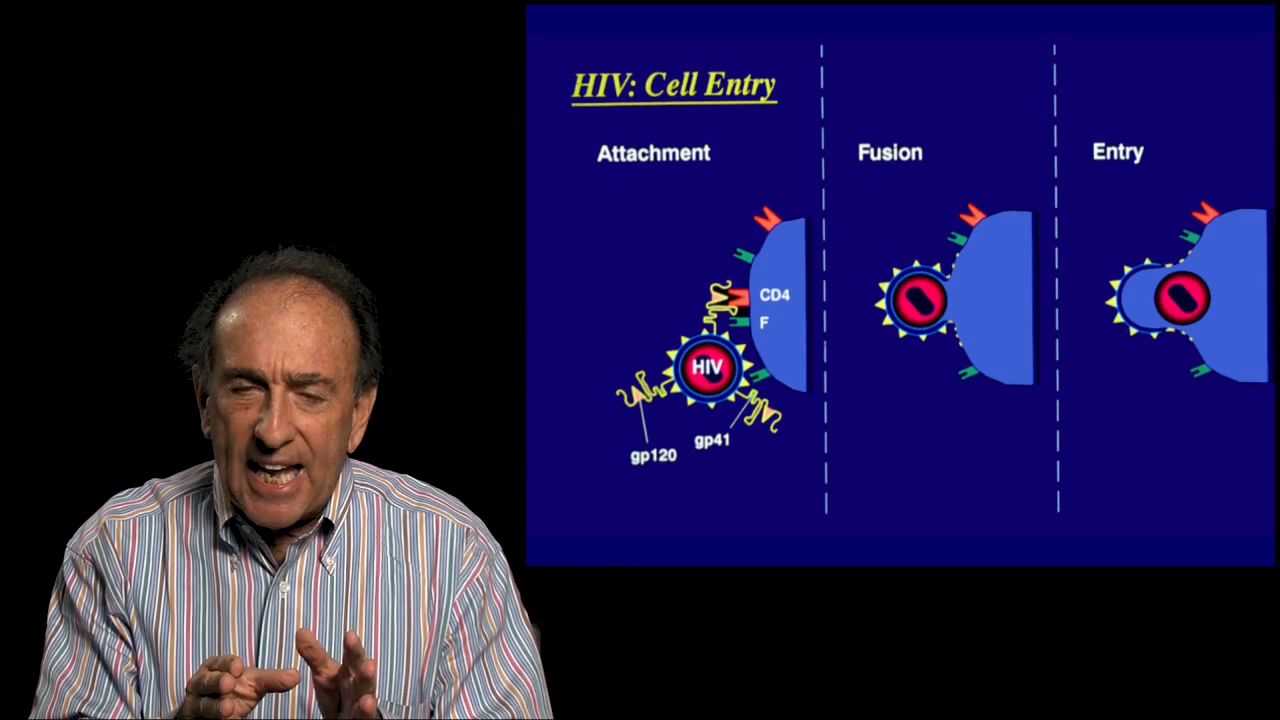 HIV: Cell Entry
Attachment
Fusion
Entry
CD4
F
HIV
gp41
gp120